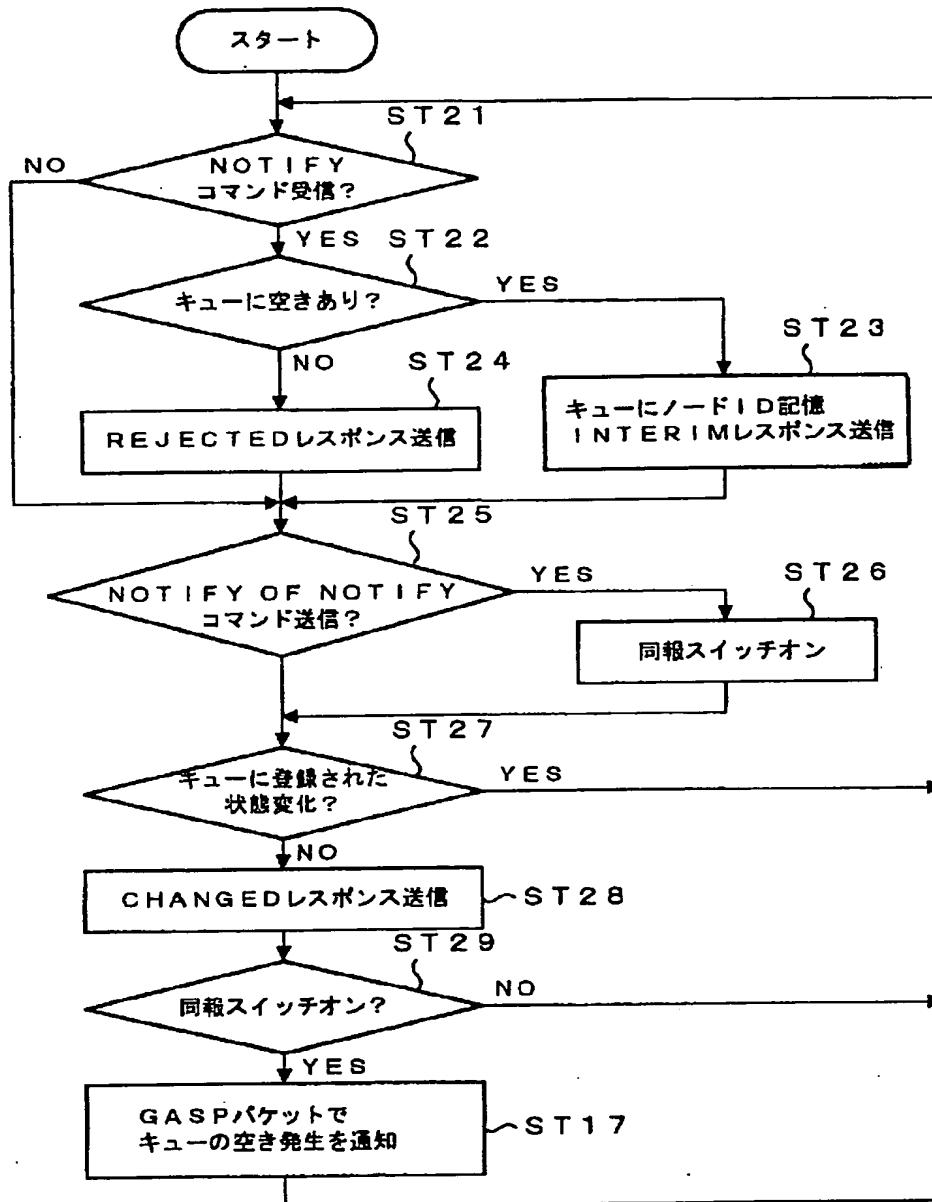 スタート
ST21
NO
NOTIFY
コマンド受信?
YES
ST22
キューに空きあり?
YES
ST23
NO
ST24
キューにノードID記憶
INTERIMレスポンス送信
REJECTEDレスポンス送信
ST25
NOTIFY OF NOTIFY
コマンド送信?
YES
ST26
同報スイッチオン
ST27
キューに登録された
状態変化?
YES
NO
CHANGEDレスポンス送信
ST28
ST29
同報スイッチオン?
NO
YES
GASPパケットで
キューの空き発生を通知
ST17